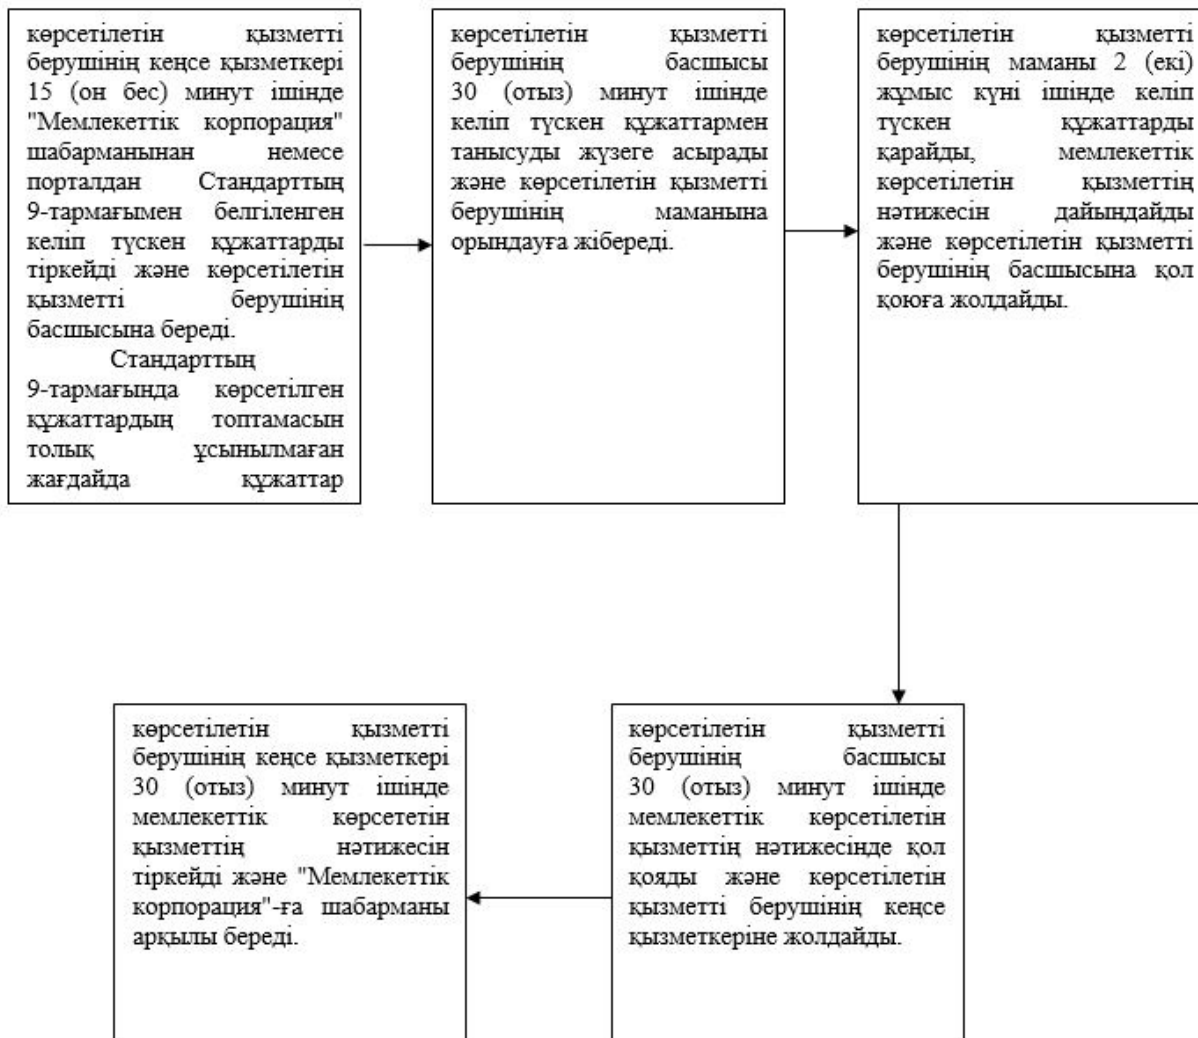 көрсетілетін қызметті
берушінің кеңсе қызметкері
15 (он бес) минут ішінде
"Мемлекеттік корпорация"
шабарманынан немесе
порталдан Стандарттың
9-тармағымен белгіленген
келіп түскен құжаттарды
тіркейді және көрсетілетін
қызметті берушінің
басшысына береді.
Стандарттың
9-тармағында көрсетілген
құжаттардың топтамасын
толық ұсынылмаған
жағдайда құжаттар
көрсетілетін қызметті
берушінің басшысы
30 (отыз) минут ішінде
келіп түскен құжаттармен
танысуды жүзеге асырады
және көрсетілетін қызметті
берушінің маманына
орындауға жібереді.
көрсетілетін қызметті
берушінің маманы 2 (екі)
жұмыс күні ішінде келіп
түскен құжаттарды
қарайды, мемлекеттік
көрсетілетін қызметтің
нәтижесін дайындайды
және көрсетілетін қызметті
берушінің басшысына қол
қоюға жолдайды.
көрсетілетін қызметті
берушінің басшысы
30 (отыз) минут ішінде
мемлекеттік көрсетілетін
қызметтің нәтижесінде қол
қояды және көрсетілетін
қызметті берушінің кеңсе
қызметкеріне жолдайды.
көрсетілетін қызметті
берушінің кеңсе қызметкері
30 (отыз) минут ішінде
мемлекеттік көрсететін
қызметтің нәтижесін
тіркейді және "Мемлекеттік
корпорация"-ға шабарманы
арқылы береді.